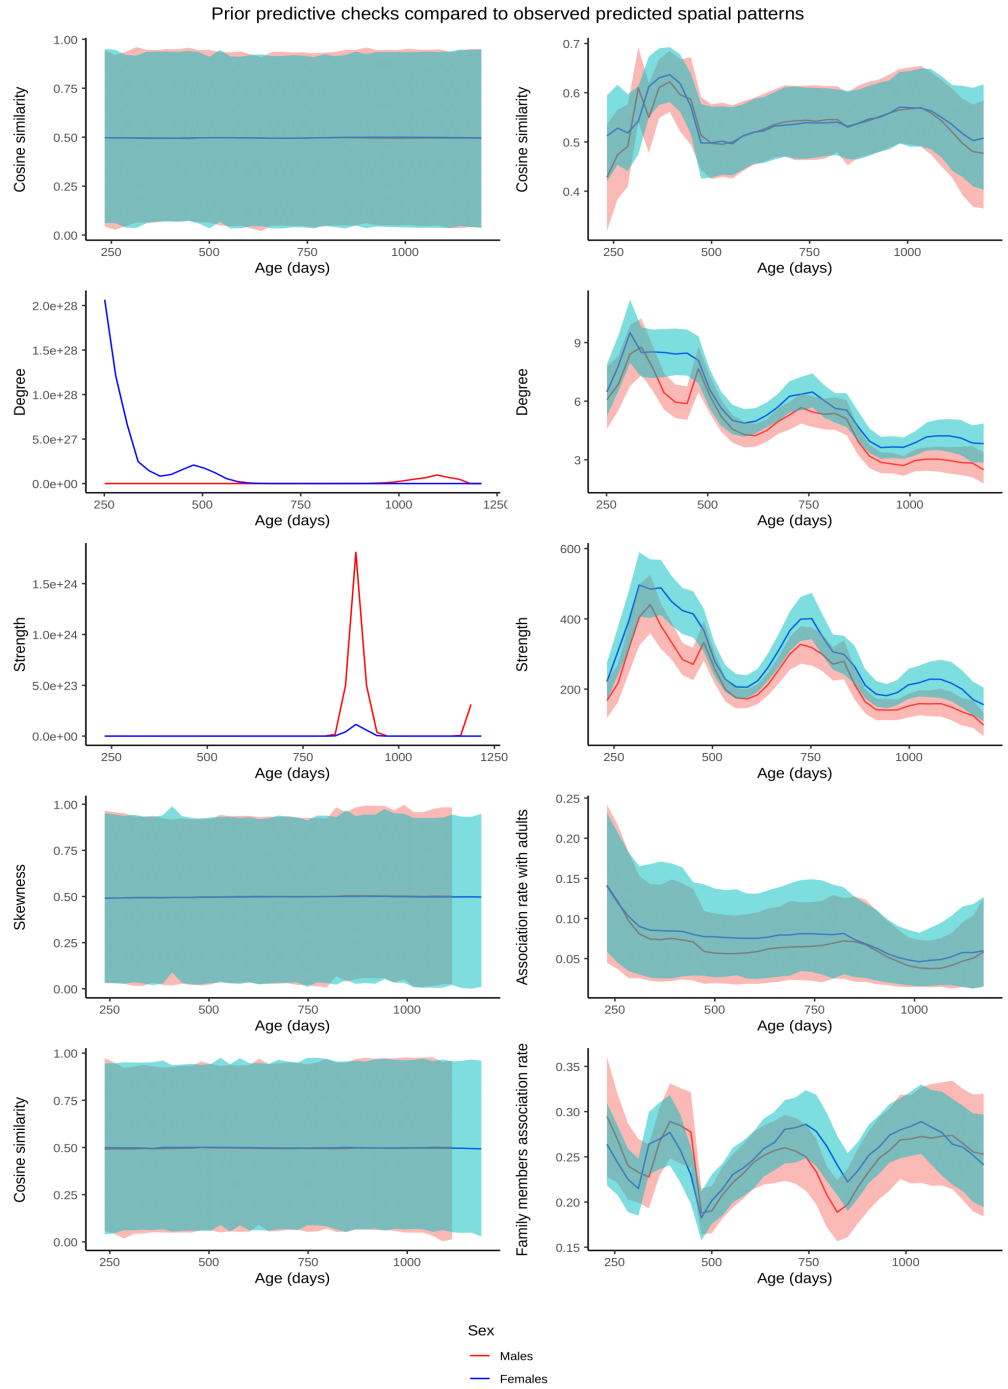 Prior predictive checks compared to observed predicted spatial patterns
Cosine similarity
1.00
0.75
0.50
0.25
0.00
250 500 750 1000
Age (days)
Cosine similarity
0.7
0.6
0.5
0.4
250 500 750 1000
Age (days)
Degree
2.0e+28
1.5e+28
1.0e+28
5.0e+27
0.0e+00
250 500 750 1000 125(
Age (days)
Degree
9
6
3
250 500 750 1000
Age (days)
Strength
1.5e+24
1.0e+24
5.0e+23
0.0e+00
250 500 750 1000 1250
Age (days)
Strength
600
400
200
250 500 750 1000
Age (days)
Skewness
1.00
0.75
0.50
0.25
0.00
250 500 750 1000
Age (days)
Association rate with adults
0.25
0.20
0.15
0.10
0.05
250 500 750 1000
Age (days)
Cosine similarity
1.00
0.75
0.50
0.25
0.00
250 500 750 1000
Age (days)
Family members association rate
0.35
0.30
0.25
0.20
0.15
250 500 750 1000
Age (days)
Sex
Males
Females